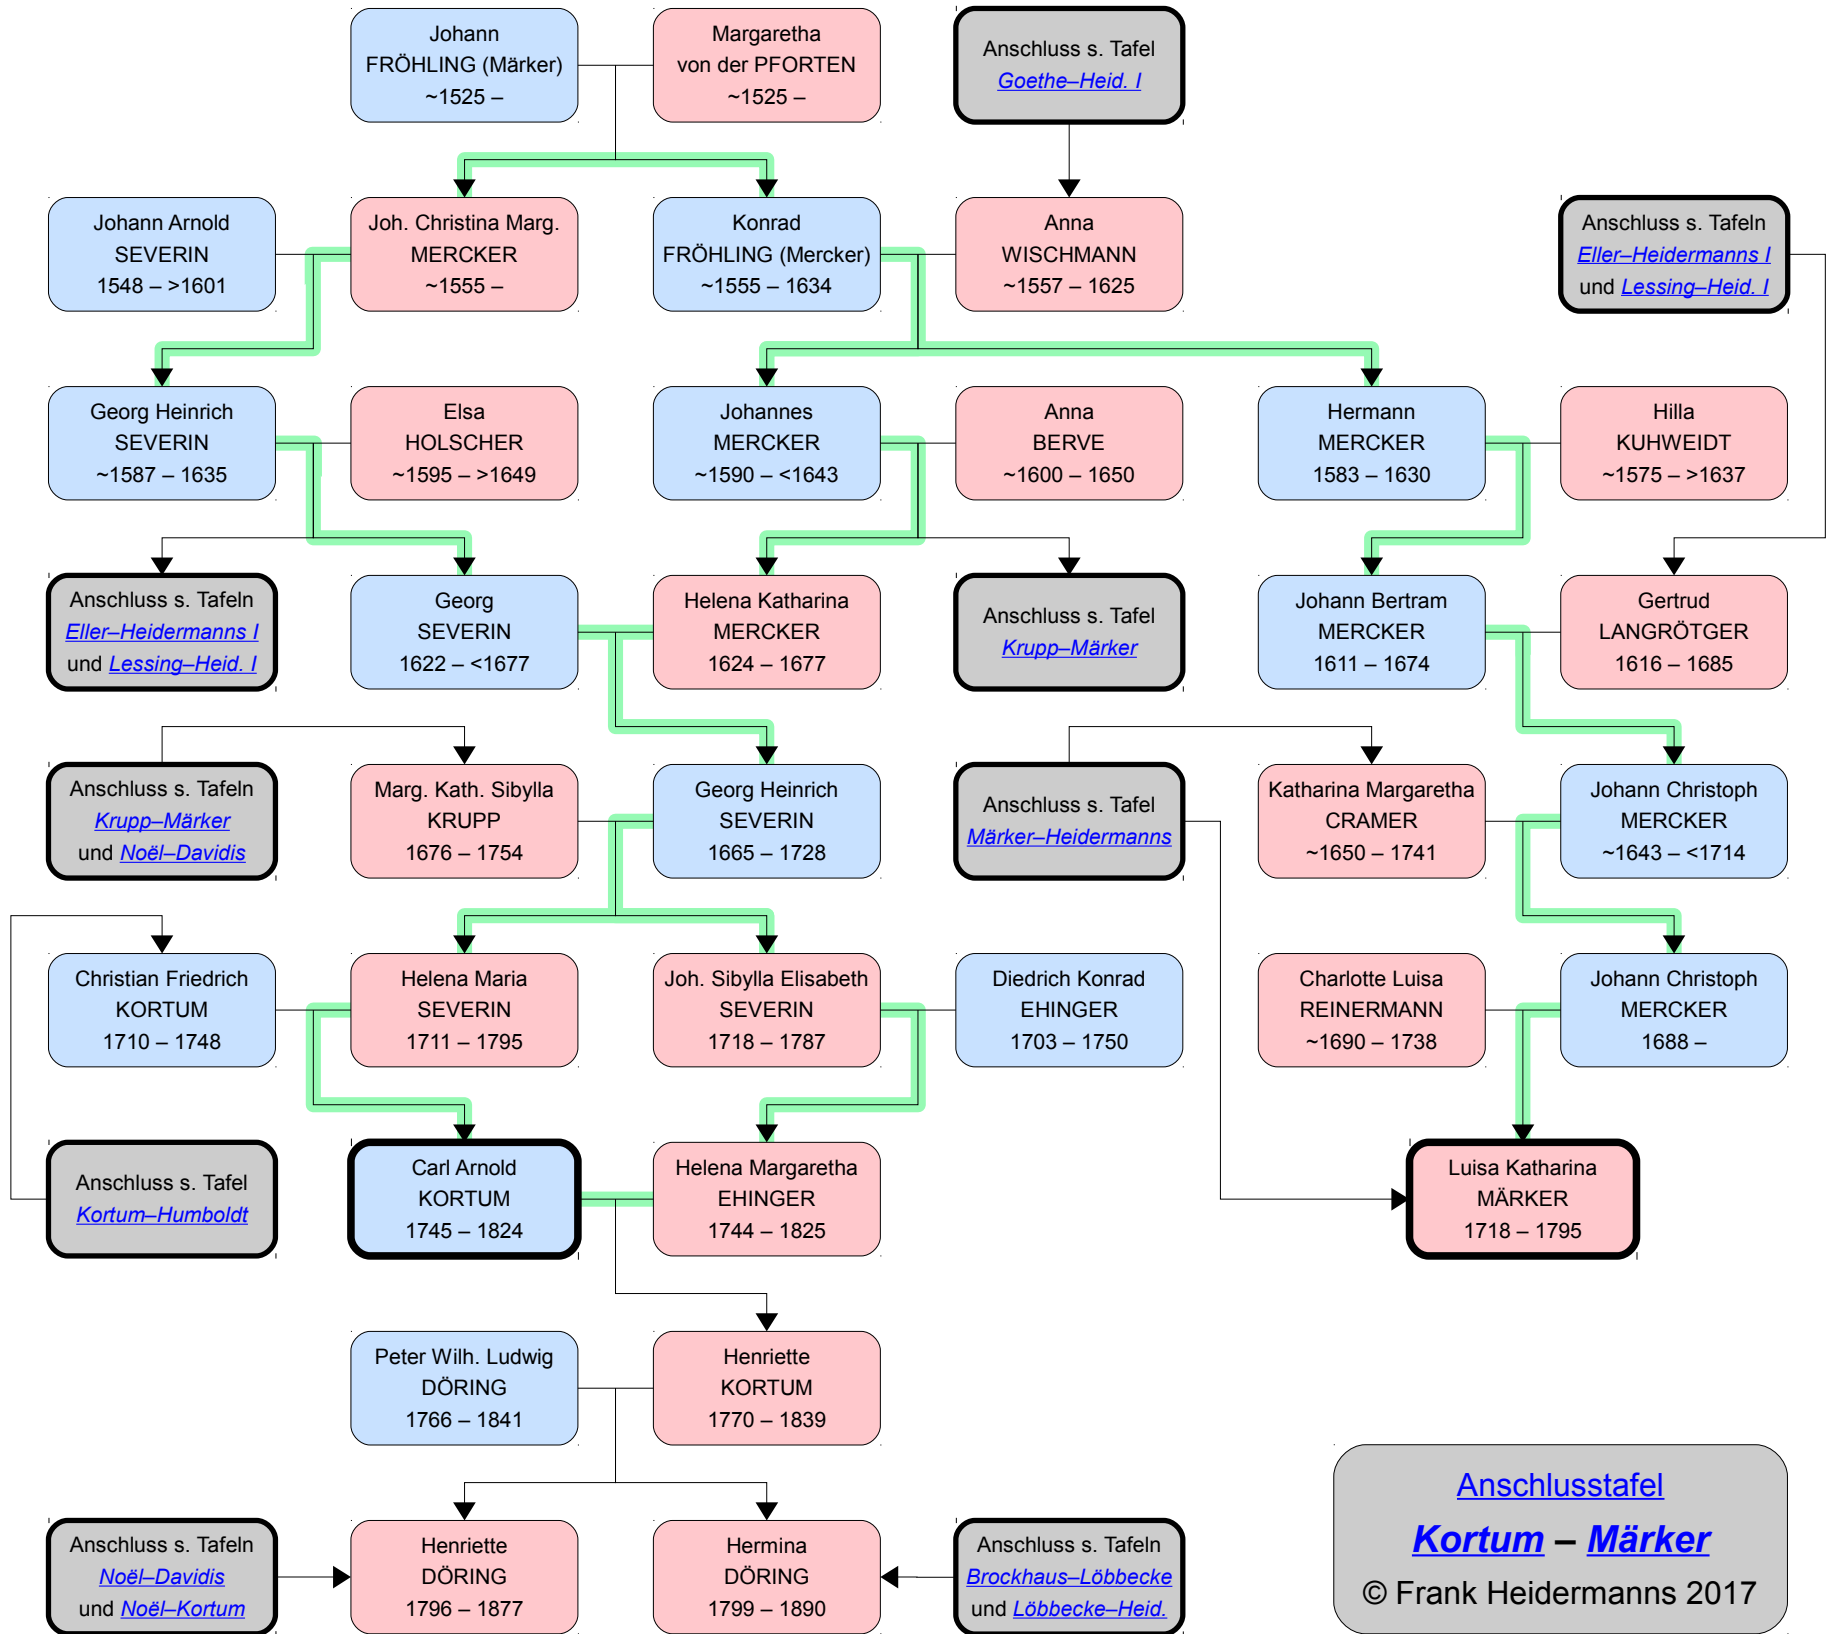 Johann
FRÖHLING (Märker)
~1525 –
Margaretha
von der PFORTEN
~1525 –
Anschluss s. Tafel
Goethe–Heid. I
Johann Arnold
SEVERIN
1548 – >1601
Joh. Christina Marg.
MERCKER
~1555 –
Konrad
FRÖHLING (Mercker)
~1555 – 1634
Anna
WISCHMANN
~1557 – 1625
Anschluss s. Tafeln
Eller–Heidermanns I
und Lessing–Heid. I
Georg Heinrich
SEVERIN
~1587 – 1635
Elsa
HOLSCHER
~1595 – >1649
Johannes
MERCKER
~1590 – <1643
Anna
BERVE
~1600 – 1650
Hermann
MERCKER
1583 – 1630
Hilla
KUHWEIDT
~1575 – >1637
Anschluss s. Tafeln
Eller–Heidermanns I
und Lessing–Heid. I
Georg
SEVERIN
1622 – <1677
Helena Katharina
MERCKER
1624 – 1677
Anschluss s. Tafel
Krupp–Märker
Johann Bertram
MERCKER
1611 – 1674
Gertrud
LANGRÖTGER
1616 – 1685
Anschluss s. Tafeln
Krupp–Märker
und Noël–Davidis
Marg. Kath. Sibylla
KRUPP
1676 – 1754
Georg Heinrich
SEVERIN
1665 – 1728
Anschluss s. Tafel
Märker–Heidermanns
Katharina Margaretha
CRAMER
~1650 – 1741
Johann Christoph
MERCKER
~1643 – <1714
Christian Friedrich
KORTUM
1710 – 1748
Helena Maria
SEVERIN
1711 – 1795
Joh. Sibylla Elisabeth
SEVERIN
1718 – 1787
Diedrich Konrad
EHINGER
1703 – 1750
Charlotte Luisa
REINERMANN
~1690 – 1738
Johann Christoph
MERCKER
1688 –
Anschluss s. Tafel
Kortum–Humboldt
Carl Arnold
KORTUM
1745 – 1824
Helena Margaretha
EHINGER
1744 – 1825
Luisa Katharina
MÄRKER
1718 – 1795
Peter Wilh. Ludwig
DÖRING
1766 – 1841
Henriette
KORTUM
1770 – 1839
Anschluss s. Tafeln
Noël–Davidis
und Noël–Kortum
Henriette
DÖRING
1796 – 1877
Hermina
DÖRING
1799 – 1890
Anschluss s. Tafeln
Brockhaus–Löbbecke
und Löbbecke–Heid.
Anschlusstafel
Kortum – Märker
© Frank Heidermanns 2017